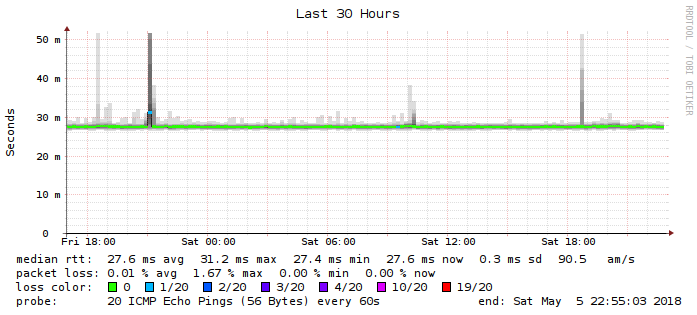 Last 30 Hours
RRDTOOL / TOBI OETIKER
Seconds
50 m
40 m
30 m
20 m
10 m
0
Fri 18:00 Sat 00:00 Sat 06:00 Sat 12:00 Sat 18:00
median rtt: 27.6 ms avg 31.2 ms max 27.4 ms min 27.6 ms now 0.3 ms sd 90.5 am/s
packet loss: 0.01 % avg 1.67 % max 0.00 % min 0.00 % now
loss color: 0 1/20 2/20 3/20 4/20 10/20 19/20
probe: 20 ICMP Echo Pings (56 Bytes) every 60s end: Sat May 5 22:55:03 2018